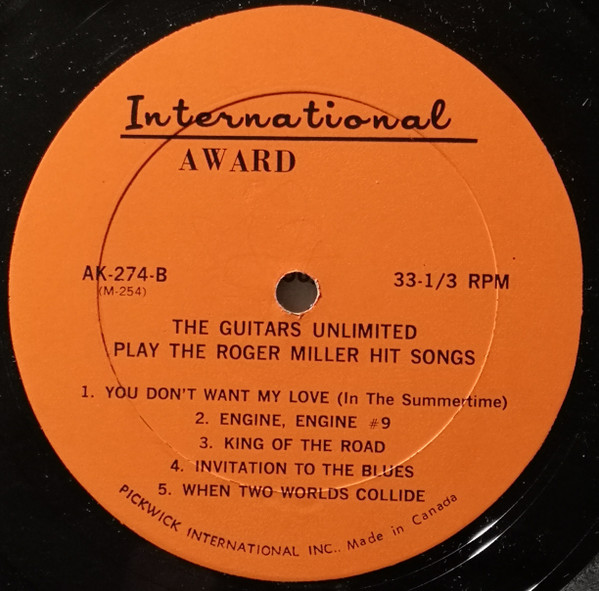 International
AWARD
AK-274-B 33-1/3 RPM
(M-254)
THE GUITARS UNLIMITED
PLAY THE ROGER MILLER HIT SONGS
1. YOU DON'T WANT MY LOVE (In The Summertime)
2. ENGINE, ENGINE #9
3. KING OF THE ROAD
4. INVITATION TO THE BLUES
5. WHEN TWO WORLDS COLLIDE
PICKWICK INTERNATIONAL INC., Made in Canada